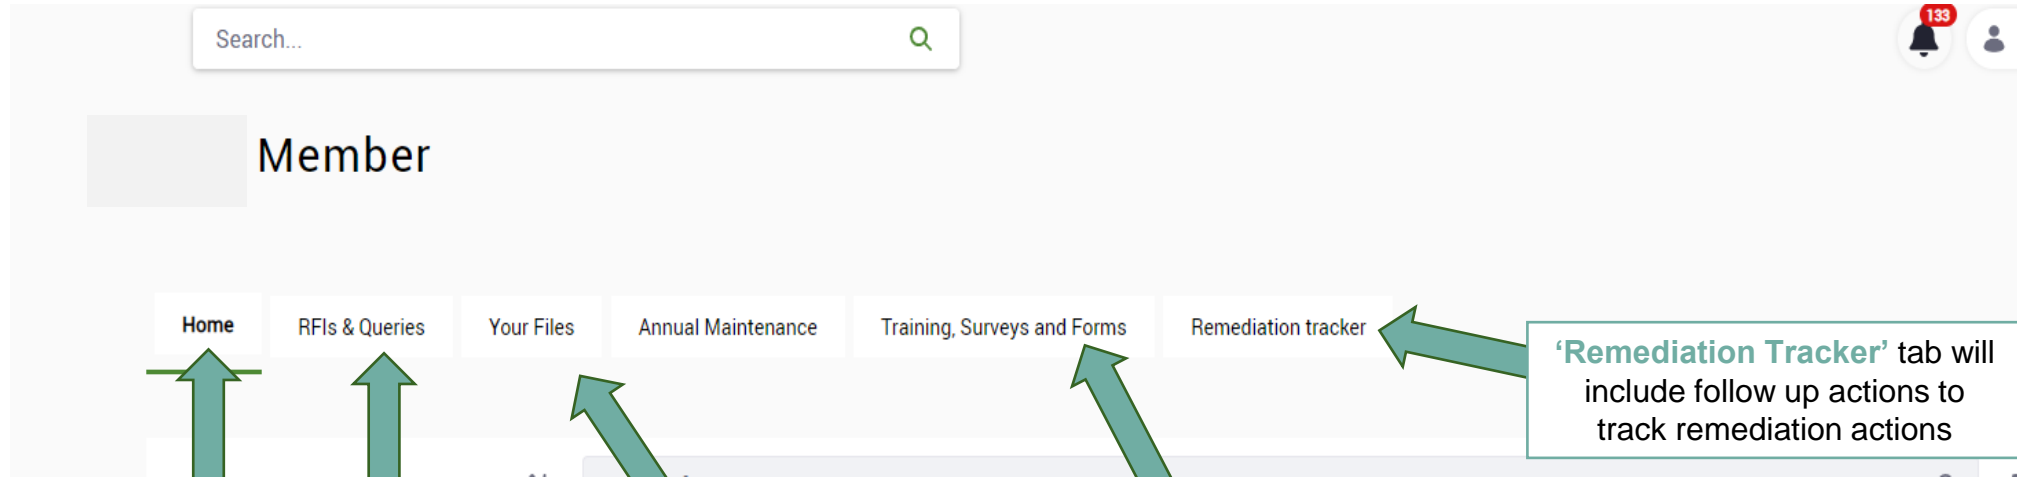 Search...
133
Member
Home
RFIs & Queries
Your Files
Annual Maintenance
Training, Surveys and Forms
Remediation tracker
‘Remediation Tracker’ tab will
include follow up actions to
track remediation actions